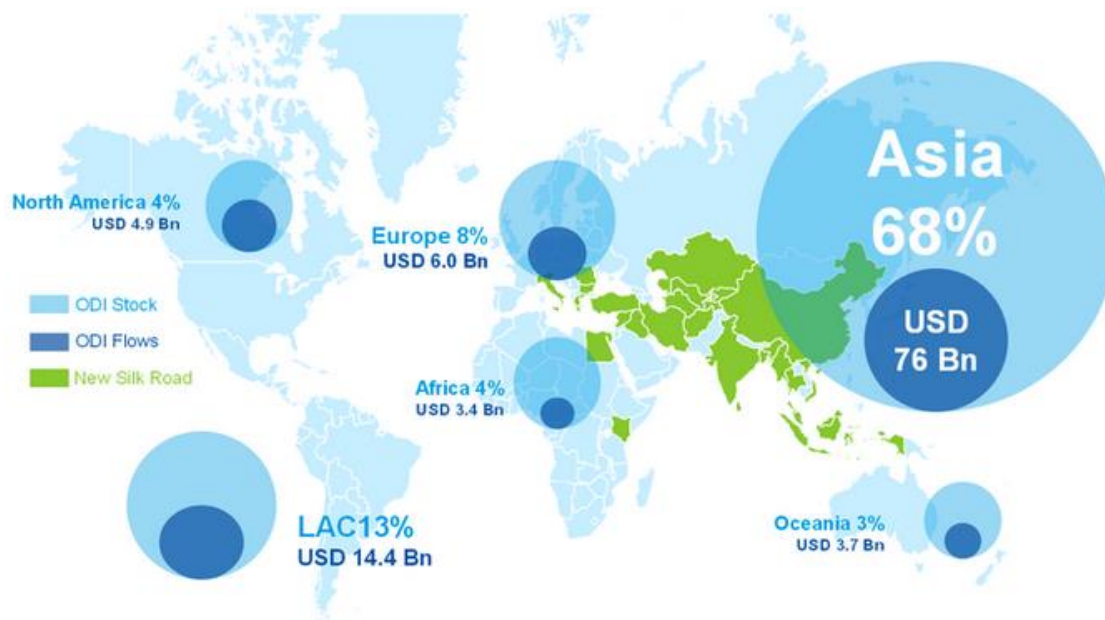 Asia
68%
USD
76 Bn
North America 4%
USD 4.9 Bn
Europe 8%
USD 6.0 Bn
ODI Stock
ODI Flows
New Silk Road
Africa 4%
USD 3.4 Bn
LAC13%
USD 14.4 Bn
Oceania 3%
USD 3.7 Bn